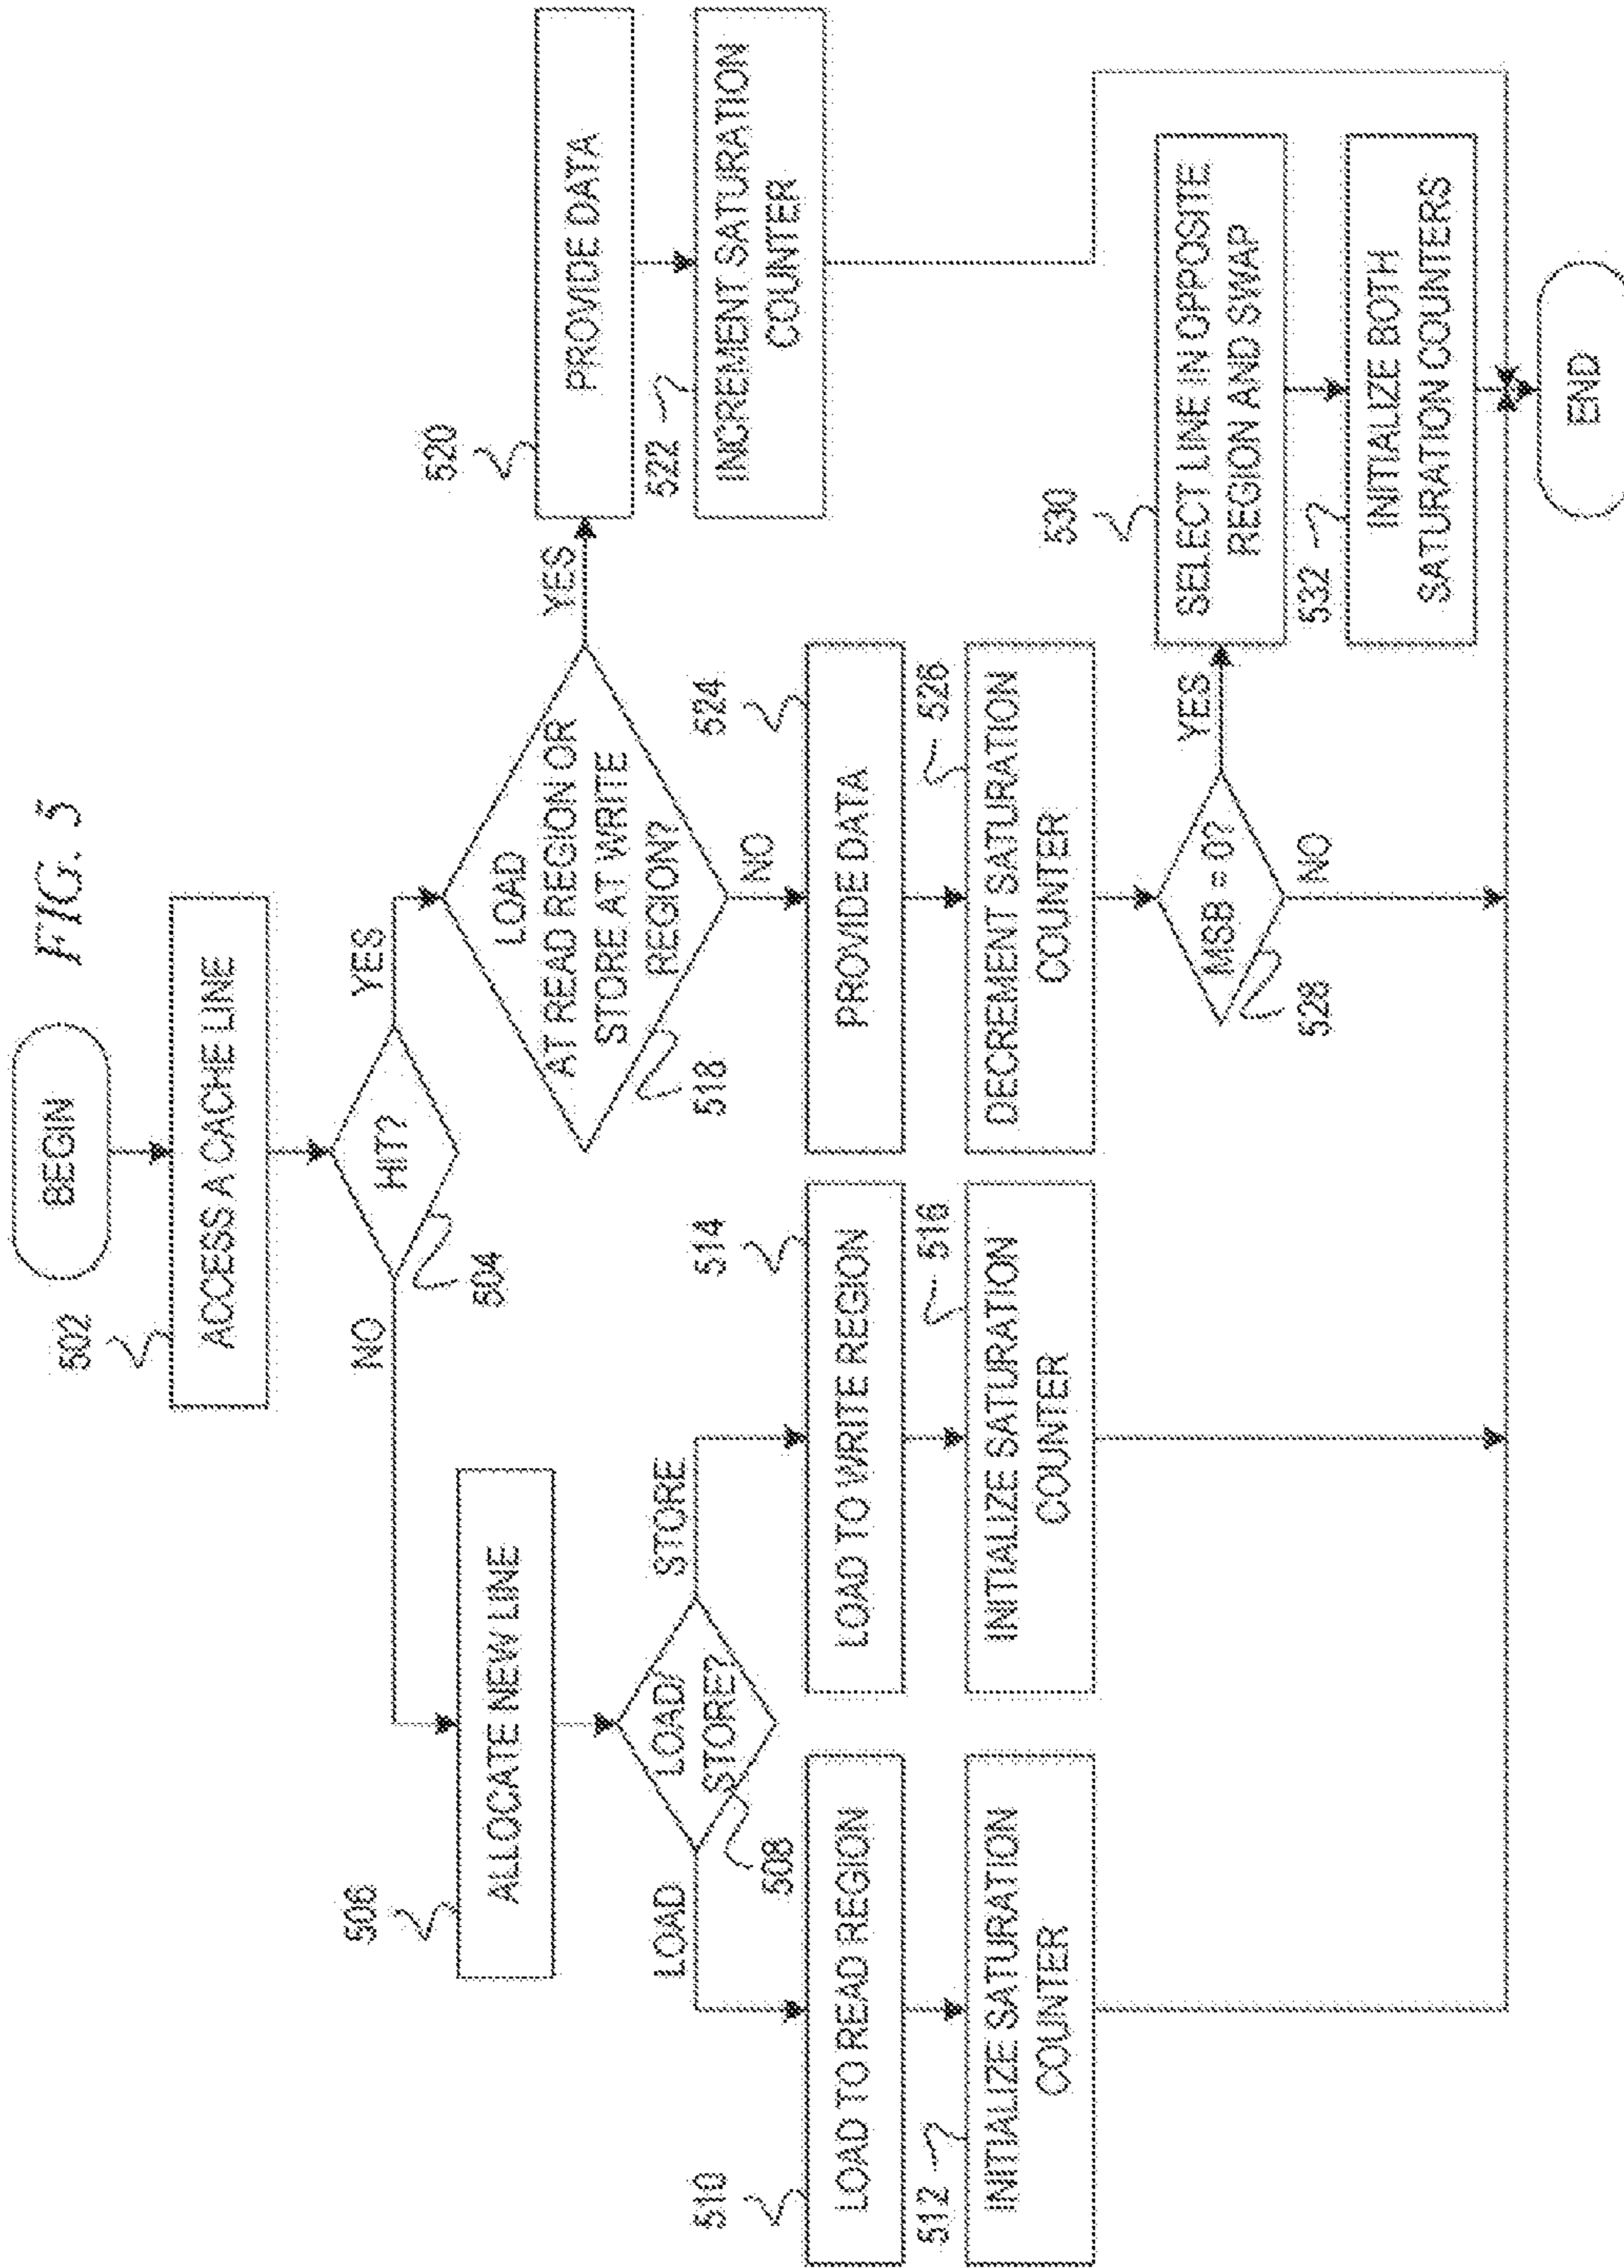 FIG. 5
BEGIN
502
ACCESS A CACHE LINE
HIT?
504
NO
YES
506
ALLOCATE NEW LINE
LOAD/
STORE?
508
LOAD
STORE
510
LOAD TO READ REGION
512
INITIALIZE SATURATION
COUNTER
514
LOAD TO WRITE REGION
516
INITIALIZE SATURATION
COUNTER
LOAD
AT READ REGION OR
STORE AT WRITE
REGION?
518
YES
NO
520
PROVIDE DATA
522
INCREMENT SATURATION
COUNTER
524
PROVIDE DATA
526
DECREMENT SATURATION
COUNTER
MSB = 0?
528
YES
NO
530
SELECT LINE IN OPPOSITE
REGION AND SWAP
532
INITIALIZE BOTH
SATURATION COUNTERS
END